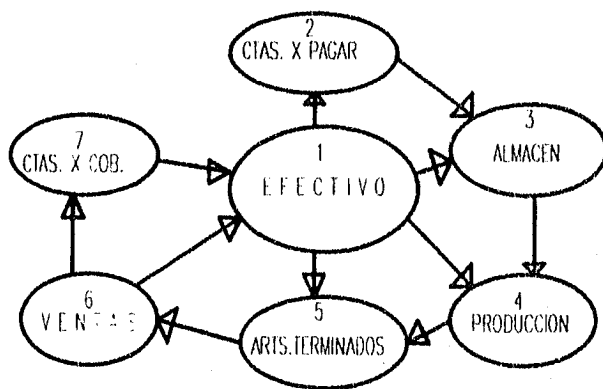 1
EFECTIVO
2
CTAS. X PAGAR
3
ALMACEN
4
PRODUCCION
5
ARTS.TERMINADOS
6
VENTAS
7
CTAS. X COB.